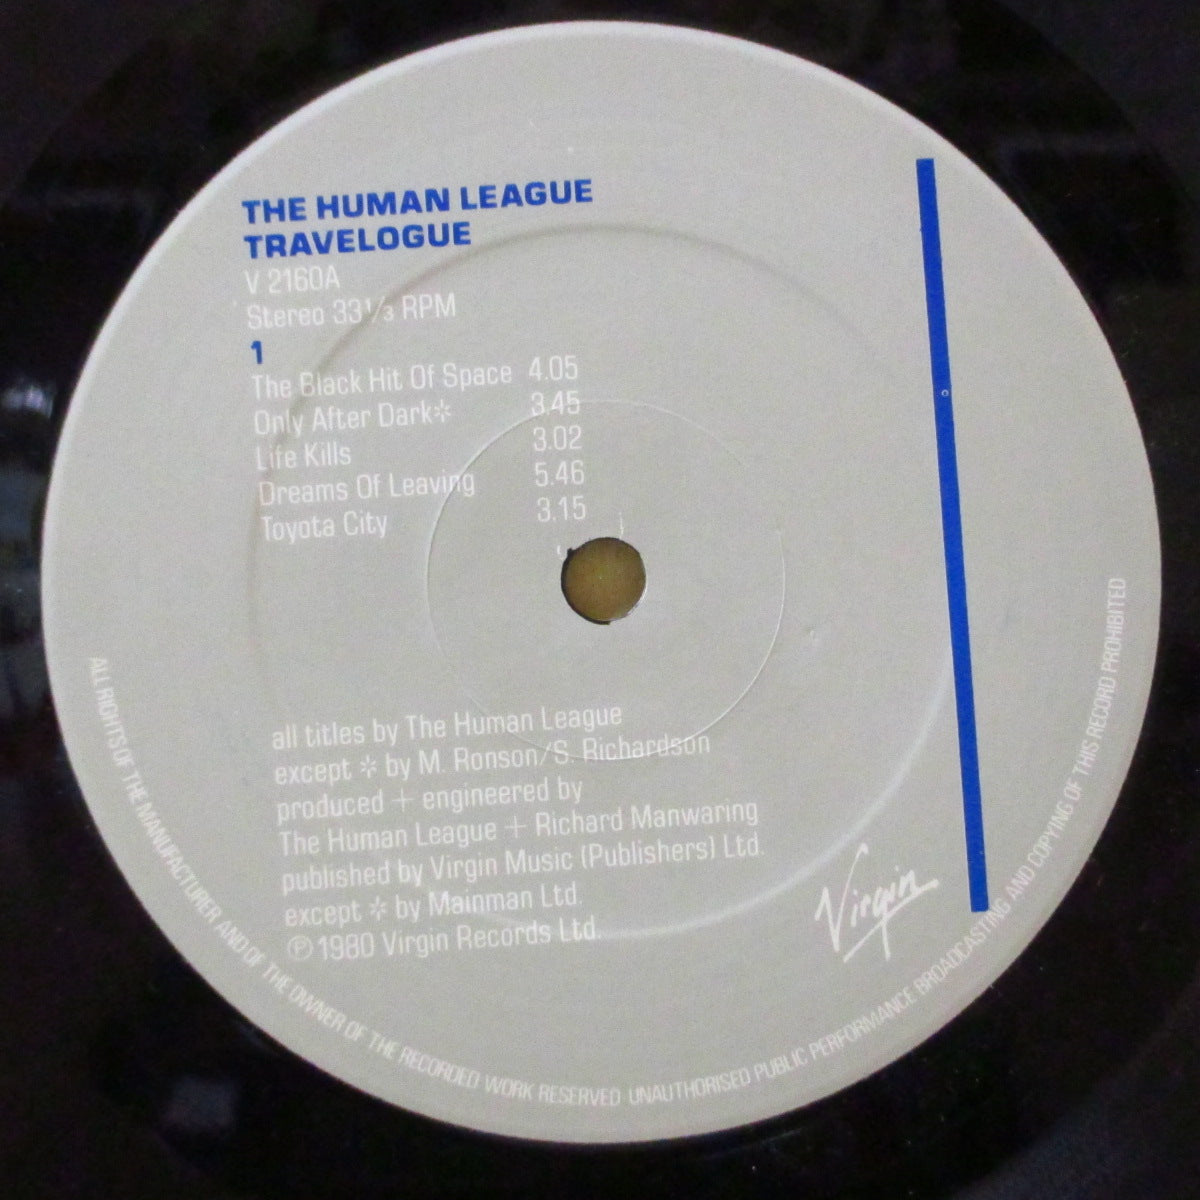 THE HUMAN LEAGUE
TRAVELOGUE
V 2160A
Stereo 33⅓ RPM
1
The Black Hit Of Space 4.05
Only After Dark✲ 3.45
Life Kills 3.02
Dreams Of Leaving 5.46
Toyota City 3.15
all titles by The Human League
except ✲ by M. Ronson/S. Richardson
produced + engineered by
The Human League + Richard Manwaring
published by Virgin Music (Publishers) Ltd.
except ✲ by Mainman Ltd.
℗ 1980 Virgin Records Ltd.
Virgin
ALL RIGHTS OF THE MANUFACTURER AND OF THE OWNER OF THE RECORDED WORK RESERVED UNAUTHORISED PUBLIC PERFORMANCE BROADCASTING AND COPYING OF THIS RECORD PROHIBITED